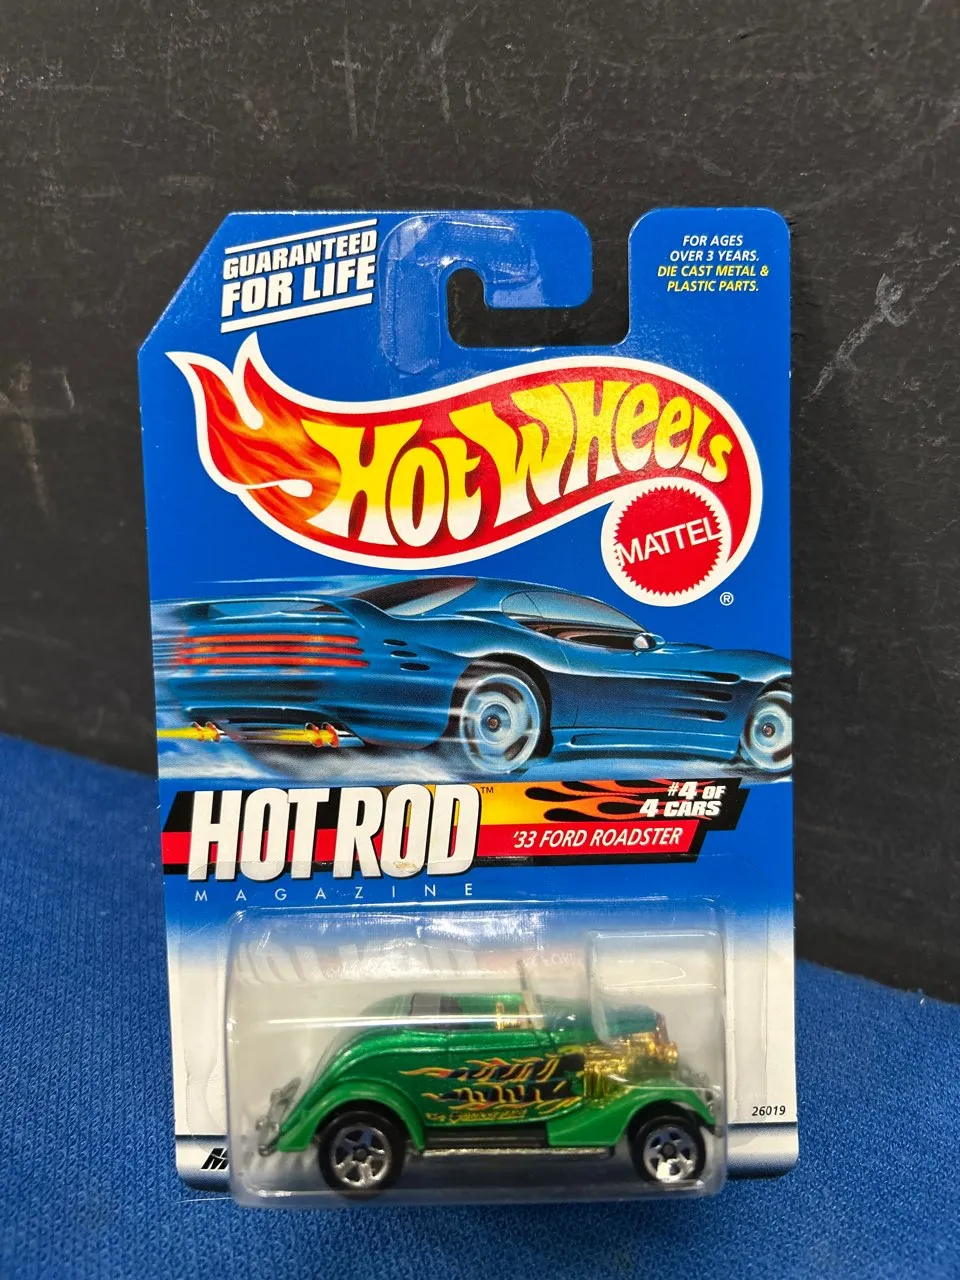 GUARANTEED
FOR LIFE
FOR AGES
OVER 3 YEARS.
DIE CAST METAL &
PLASTIC PARTS.
HOT WHEELS
MATTEL
®
HOT ROD™
MAGAZINE
#4 OF
4 CARS
'33 FORD ROADSTER
26019